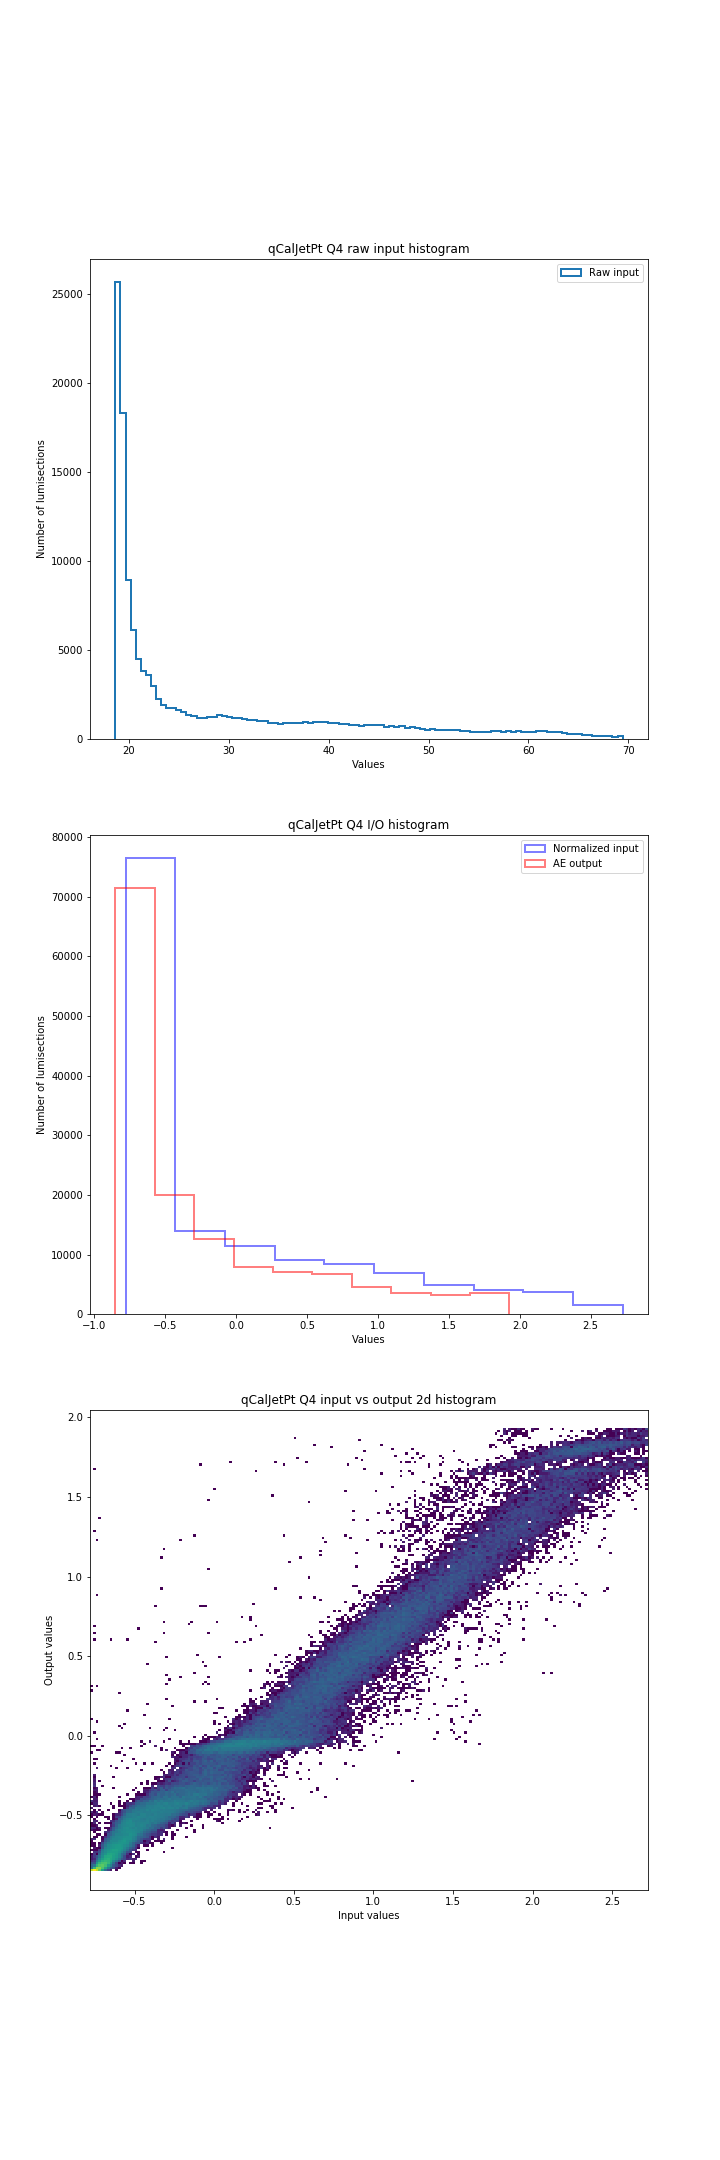 qCalJetPt Q4 raw input histogram
Raw input
25000
20000
15000
10000
5000
0
Number of lumisections
20 30 40 50 60 70
Values
qCalJetPt Q4 I/O histogram
Normalized input
AE output
80000
70000
60000
50000
40000
30000
20000
10000
0
Number of lumisections
−1.0 −0.5 0.0 0.5 1.0 1.5 2.0 2.5
Values
qCalJetPt Q4 input vs output 2d histogram
2.0
1.5
1.0
0.5
0.0
−0.5
Output values
−0.5 0.0 0.5 1.0 1.5 2.0 2.5
Input values